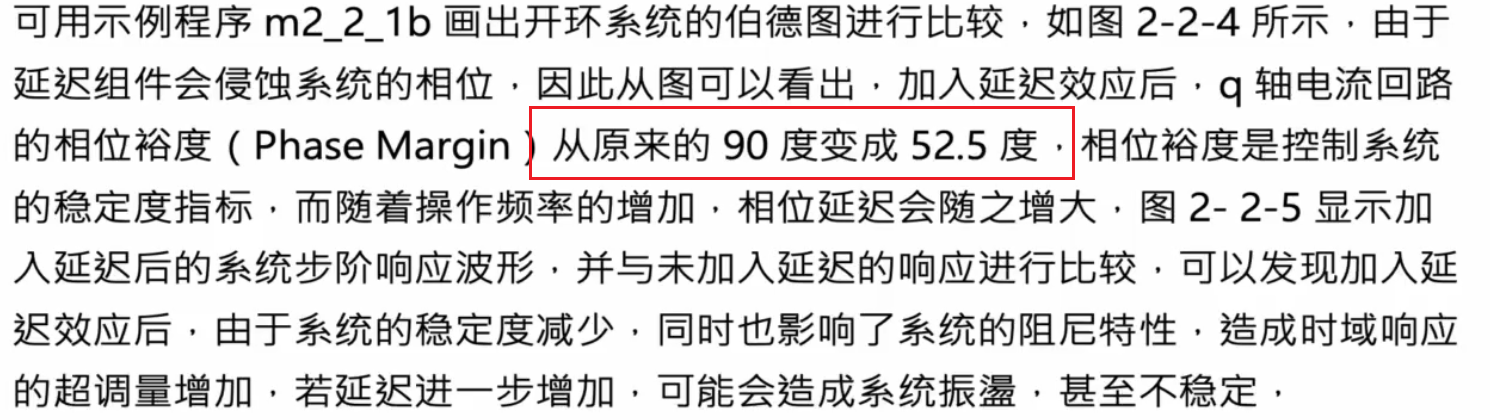 可用示例程序 m2_2_1b 画出开环系统的伯德图进行比较，如图 2-2-4 所示，由于
延迟组件会侵蚀系统的相位，因此从图可以看出，加入延迟效应后，q 轴电流回路
的相位裕度（Phase Margin）从原来的 90 度变成 52.5 度，相位裕度是控制系统
的稳定度指标，而随着操作频率的增加，相位延迟会随之增大，图 2- 2-5 显示加
入延迟后的系统步阶响应波形，并与未加入延迟的响应进行比较，可以发现加入延
迟效应后，由于系统的稳定度减少，同时也影响了系统的阻尼特性，造成时域响应
的超调量增加，若延迟进一步增加，可能会造成系统振盪，甚至不稳定，